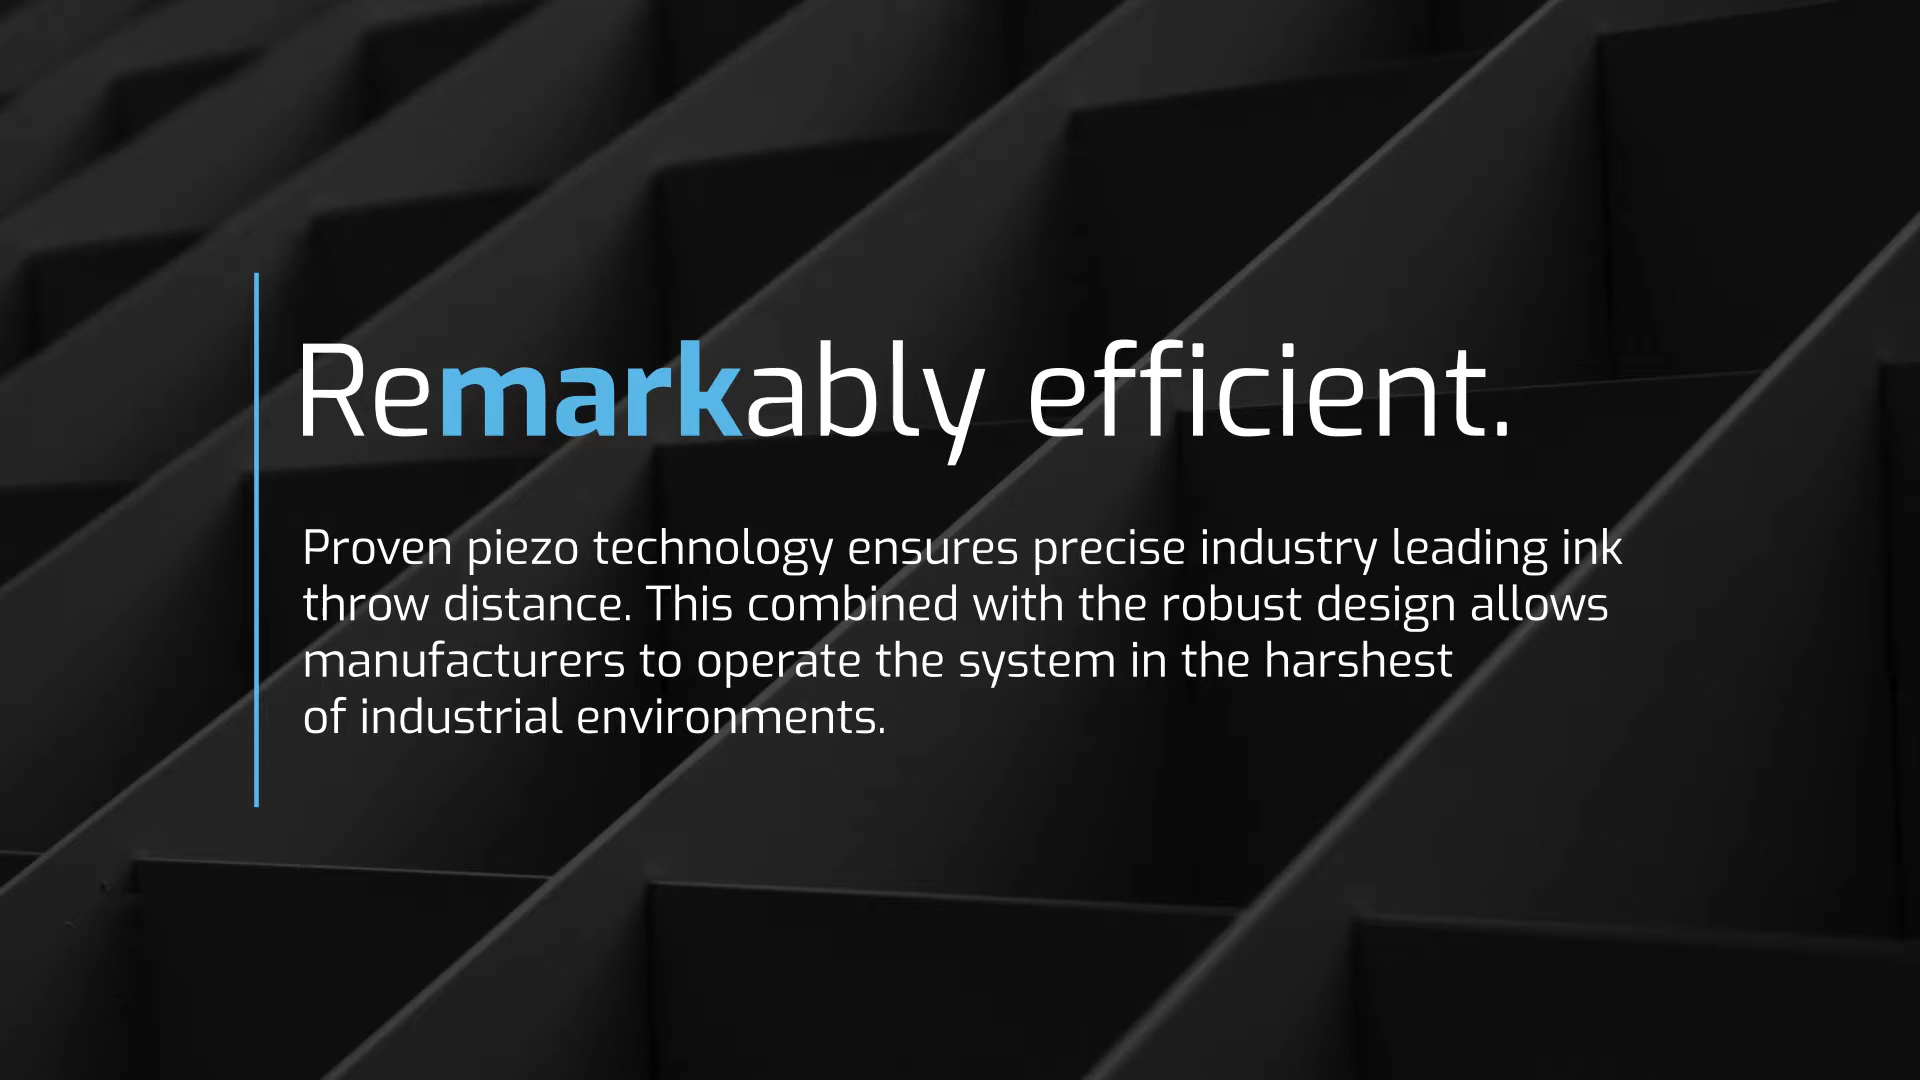 Remarkably efficient.
Proven piezo technology ensures precise industry leading ink
throw distance. This combined with the robust design allows
manufacturers to operate the system in the harshest
of industrial environments.